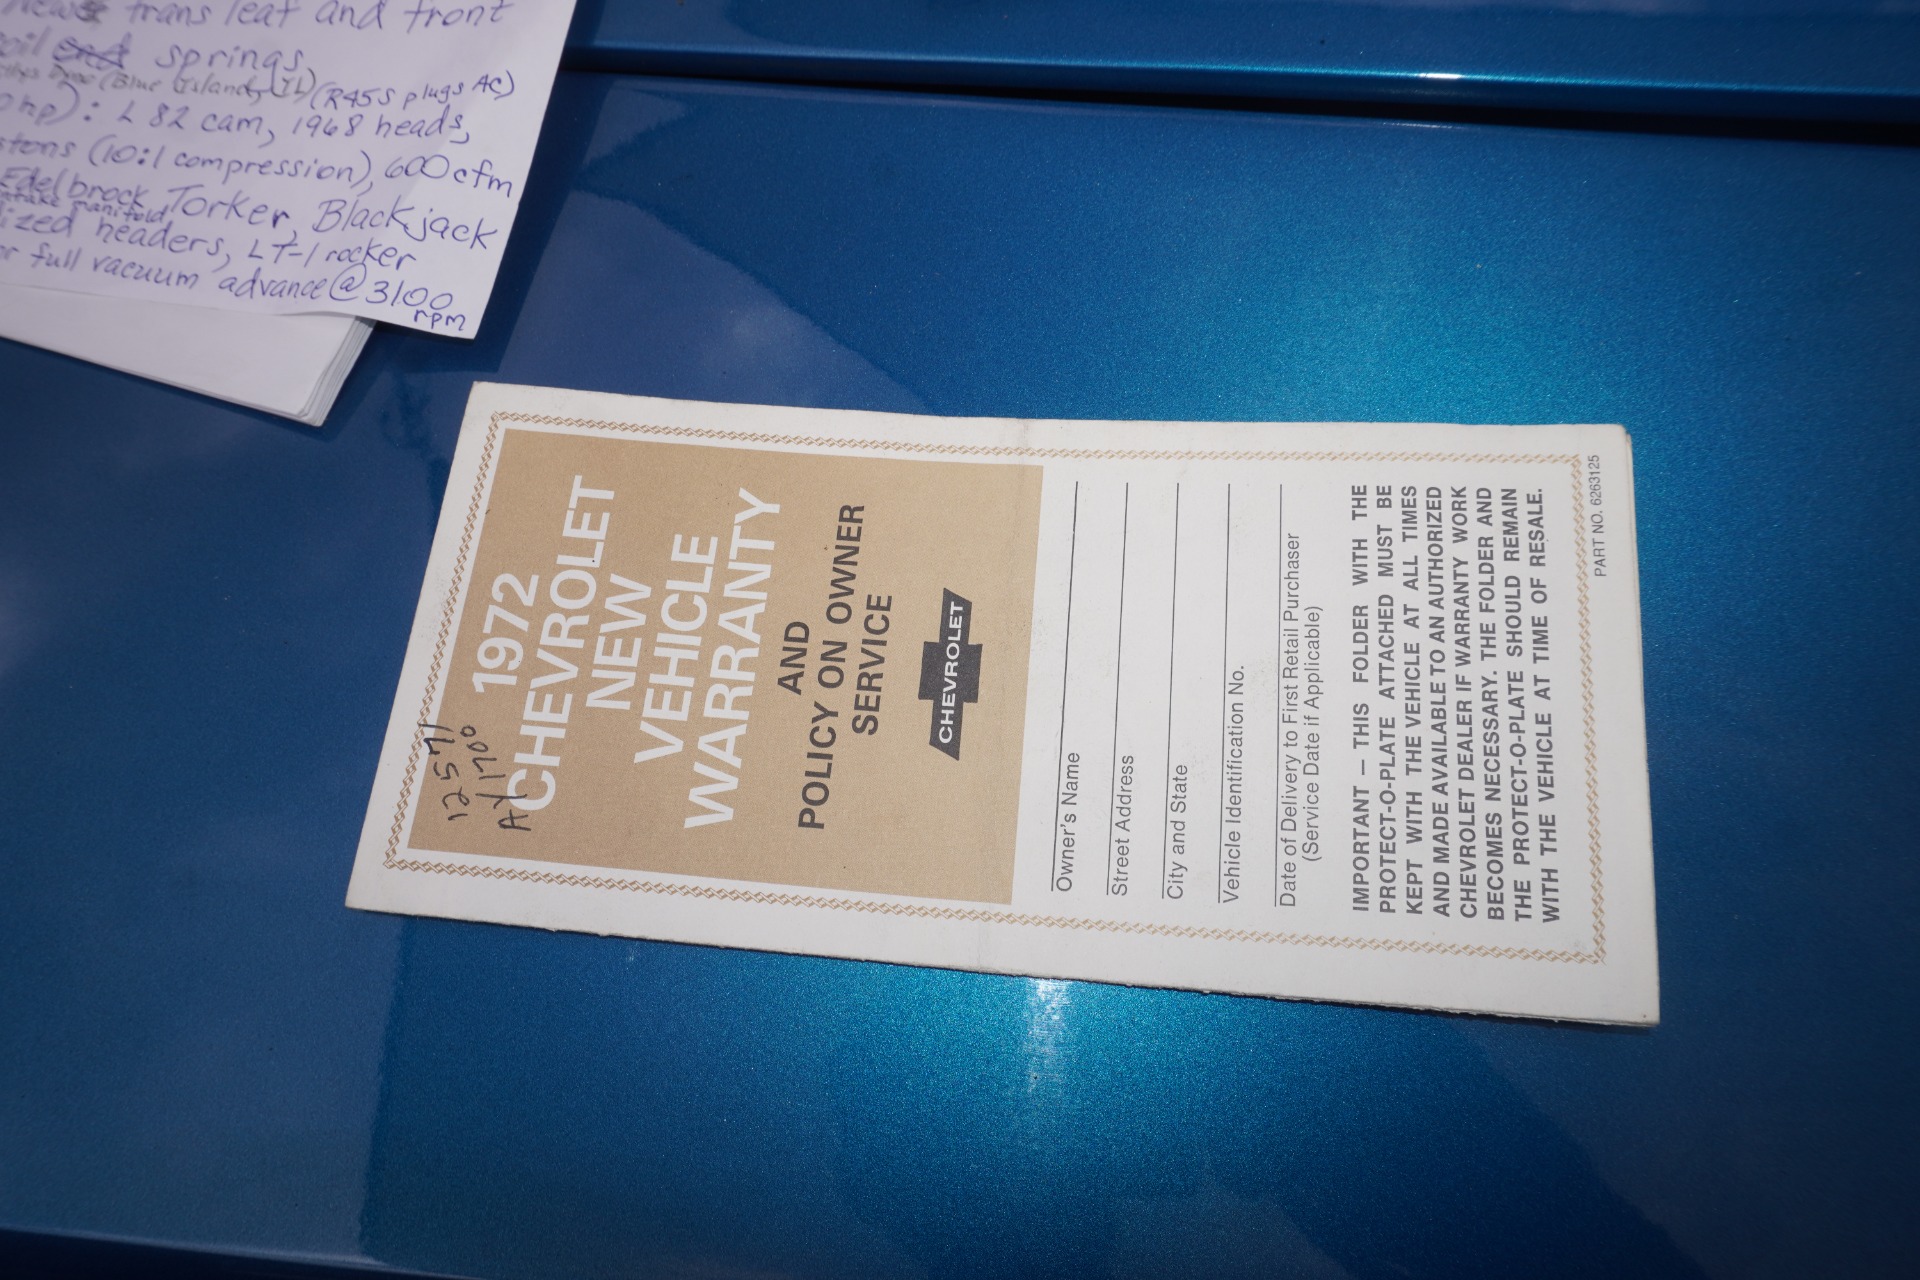 trans leaf and front
springs,
(Blue Island, IL) (R45S plugs AC)
: L82 cam, 1968 heads,
(10:1 compression), 600 cfm
Edelbrock Torker, Blackjack
manifold
headers, LT-1 rocker
full vacuum advance @ 3100
rpm
12571
AY1700
1972
CHEVROLET
NEW
VEHICLE
WARRANTY
AND
POLICY ON OWNER
SERVICE
CHEVROLET
Owner's Name
Street Address
City and State
Vehicle Identification No.
Date of Delivery to First Retail Purchaser
(Service Date if Applicable)
IMPORTANT — THIS FOLDER WITH THE
PROTECT-O-PLATE ATTACHED MUST BE
KEPT WITH THE VEHICLE AT ALL TIMES
AND MADE AVAILABLE TO AN AUTHORIZED
CHEVROLET DEALER IF WARRANTY WORK
BECOMES NECESSARY. THE FOLDER AND
THE PROTECT-O-PLATE SHOULD REMAIN
WITH THE VEHICLE AT TIME OF RESALE.
PART NO. 6263125